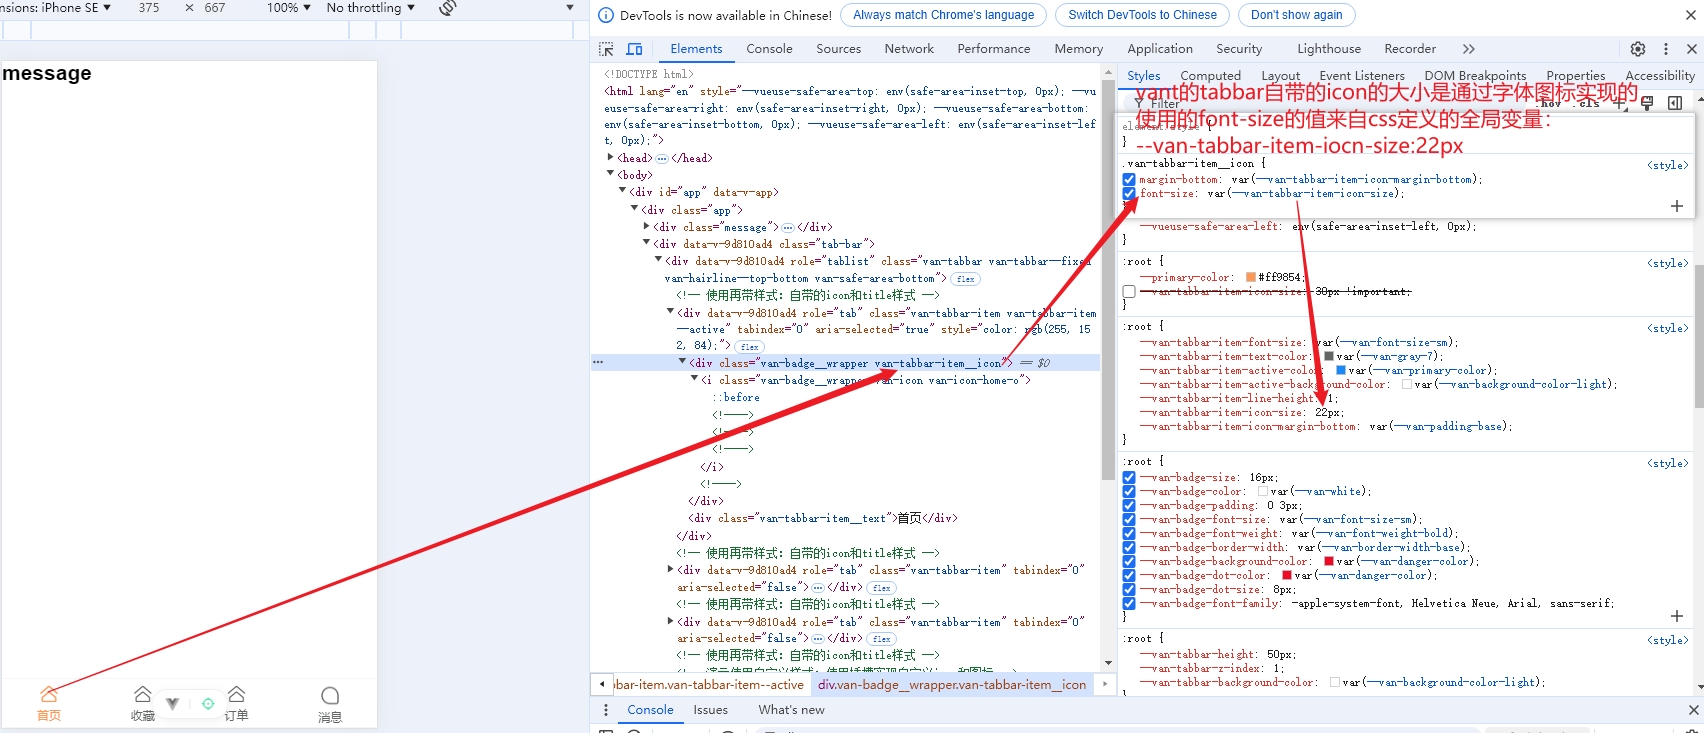 nsions: iPhone SE ▼ 375 × 667 100% ▼ No throttling ▼
DevTools is now available in Chinese! Always match Chrome's language Switch DevTools to Chinese Don't show again
Elements Console Sources Network Performance Memory Application Security Lighthouse Recorder
message
首页 收藏 订单 消息
<!DOCTYPE html>
<html lang="en" style="--vueuse-safe-area-top: env(safe-area-inset-top, 0px); --vu
euse-safe-area-right: env(safe-area-inset-right, 0px); --vueuse-safe-area-bottom:
env(safe-area-inset-bottom, 0px); --vueuse-safe-area-left: env(safe-area-inset-lef
t, 0px);">
<head> </head>
<body>
<div id="app" data-v-app>
<div class="app">
<div class="message"> </div>
<div data-v-9d810ad4 class="tab-bar">
<div data-v-9d810ad4 role="tablist" class="van-tabbar van-tabbar--fixed
van-hairline--top-bottom van-safe-area-bottom"> flex
<!-- 使用再带样式: 自带的icon和title样式 -->
<div data-v-9d810ad4 role="tab" class="van-tabbar-item van-tabbar-item
--active" tabindex="0" aria-selected="true" style="color: rgb(255, 15
2, 84);"> flex
<div class="van-badge__wrapper van-tabbar-item__icon"> == $0
<i class="van-badge__wrapper van-icon van-icon-home-o">
::before
<!---->
<!---->
<!---->
</i>
<!---->
</div>
<div class="van-tabbar-item__text">首页</div>
</div>
<!-- 使用再带样式: 自带的icon和title样式 -->
<div data-v-9d810ad4 role="tab" class="van-tabbar-item" tabindex="0"
aria-selected="false"> </div> flex
<!-- 使用再带样式: 自带的icon和title样式 -->
<div data-v-9d810ad4 role="tab" class="van-tabbar-item" tabindex="0"
aria-selected="false"> </div> flex
<!-- 使用再带样式: 自带的icon和title样式 -->
bar-item.van-tabbar-item--active div.van-badge__wrapper.van-tabbar-item__icon
Styles Computed Layout Event Listeners DOM Breakpoints Properties Accessibility
Filter :hov .cls
vant的tabbar自带的icon的大小是通过字体图标实现的
使用的font-size的值来自css定义的全局变量:
--van-tabbar-item-iocn-size:22px
element.style {
}
.van-tabbar-item__icon { <style>
margin-bottom: var(--van-tabbar-item-icon-margin-bottom);
font-size: var(--van-tabbar-item-icon-size);
--vueuse-safe-area-left: env(safe-area-inset-left, 0px);
}
:root { <style>
--primary-color: #ff9854;
--van-tabbar-item-icon-size: 30px !important;
}
:root { <style>
--van-tabbar-item-font-size: var(--van-font-size-sm);
--van-tabbar-item-text-color: var(--van-gray-7);
--van-tabbar-item-active-color: var(--van-primary-color);
--van-tabbar-item-active-background-color: var(--van-background-color-light);
--van-tabbar-item-line-height: 1;
--van-tabbar-item-icon-size: 22px;
--van-tabbar-item-icon-margin-bottom: var(--van-padding-base);
}
:root { <style>
--van-badge-size: 16px;
--van-badge-color: var(--van-white);
--van-badge-padding: 0 3px;
--van-badge-font-size: var(--van-font-size-sm);
--van-badge-font-weight: var(--van-font-weight-bold);
--van-badge-border-width: var(--van-border-width-base);
--van-badge-background-color: var(--van-danger-color);
--van-badge-dot-color: var(--van-danger-color);
--van-badge-dot-size: 8px;
--van-badge-font-family: -apple-system-font, Helvetica Neue, Arial, sans-serif;
}
:root { <style>
--van-tabbar-height: 50px;
--van-tabbar-z-index: 1;
--van-tabbar-background-color: var(--van-background-color-light);
Console Issues What's new